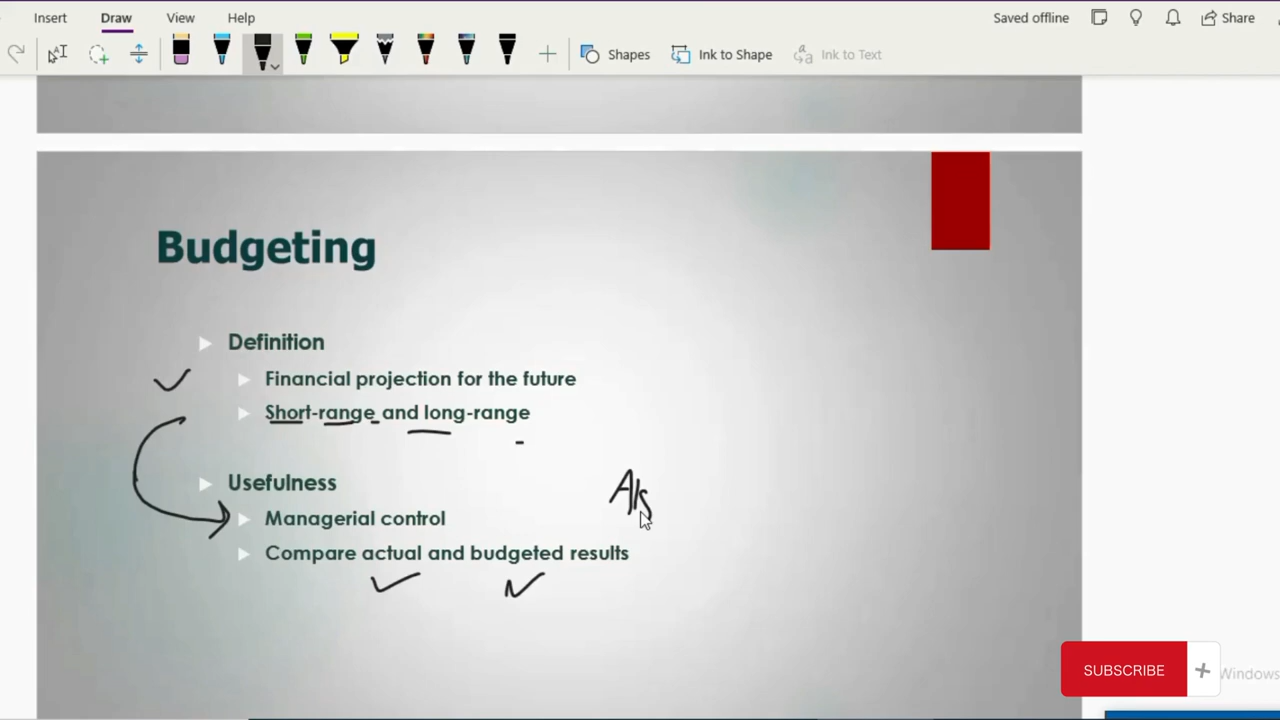 Insert Draw View Help Saved offline Share
Shapes Ink to Shape Ink to Text
Budgeting
Definition
Financial projection for the future
Short-range and long-range
Usefulness
Managerial control
Compare actual and budgeted results
SUBSCRIBE
Windows